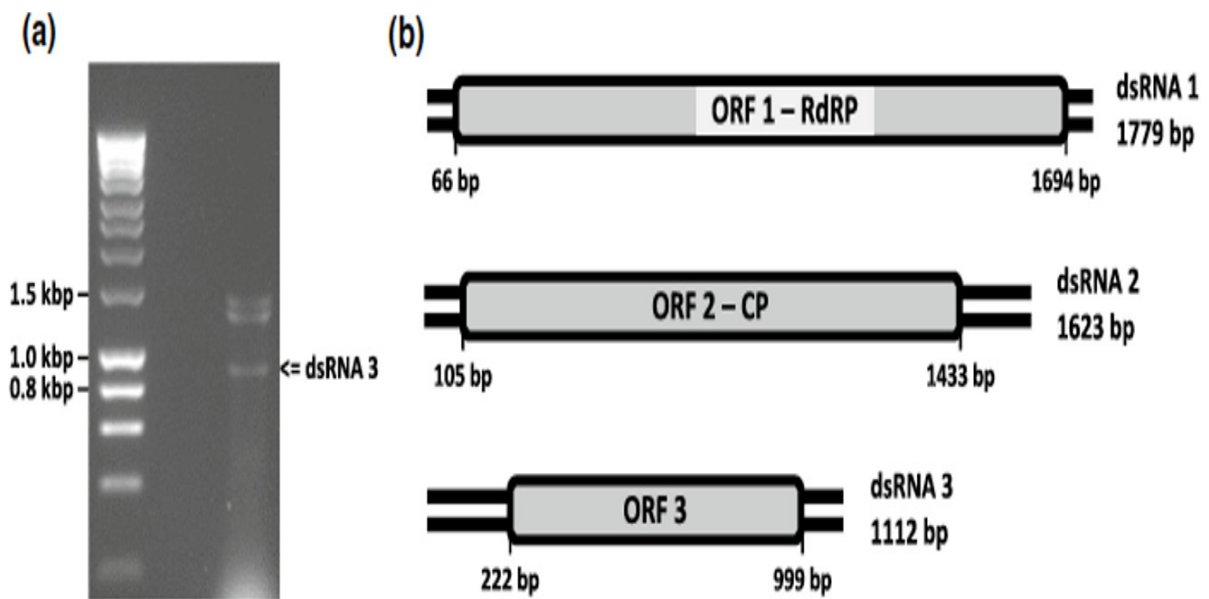 (a)
1.5 kbp
1.0 kbp
0.8 kbp
<= dsRNA 3
(b)
ORF 1 – RdRP
dsRNA 1
1779 bp
66 bp
1694 bp
ORF 2 – CP
dsRNA 2
1623 bp
105 bp
1433 bp
ORF 3
dsRNA 3
1112 bp
222 bp
999 bp